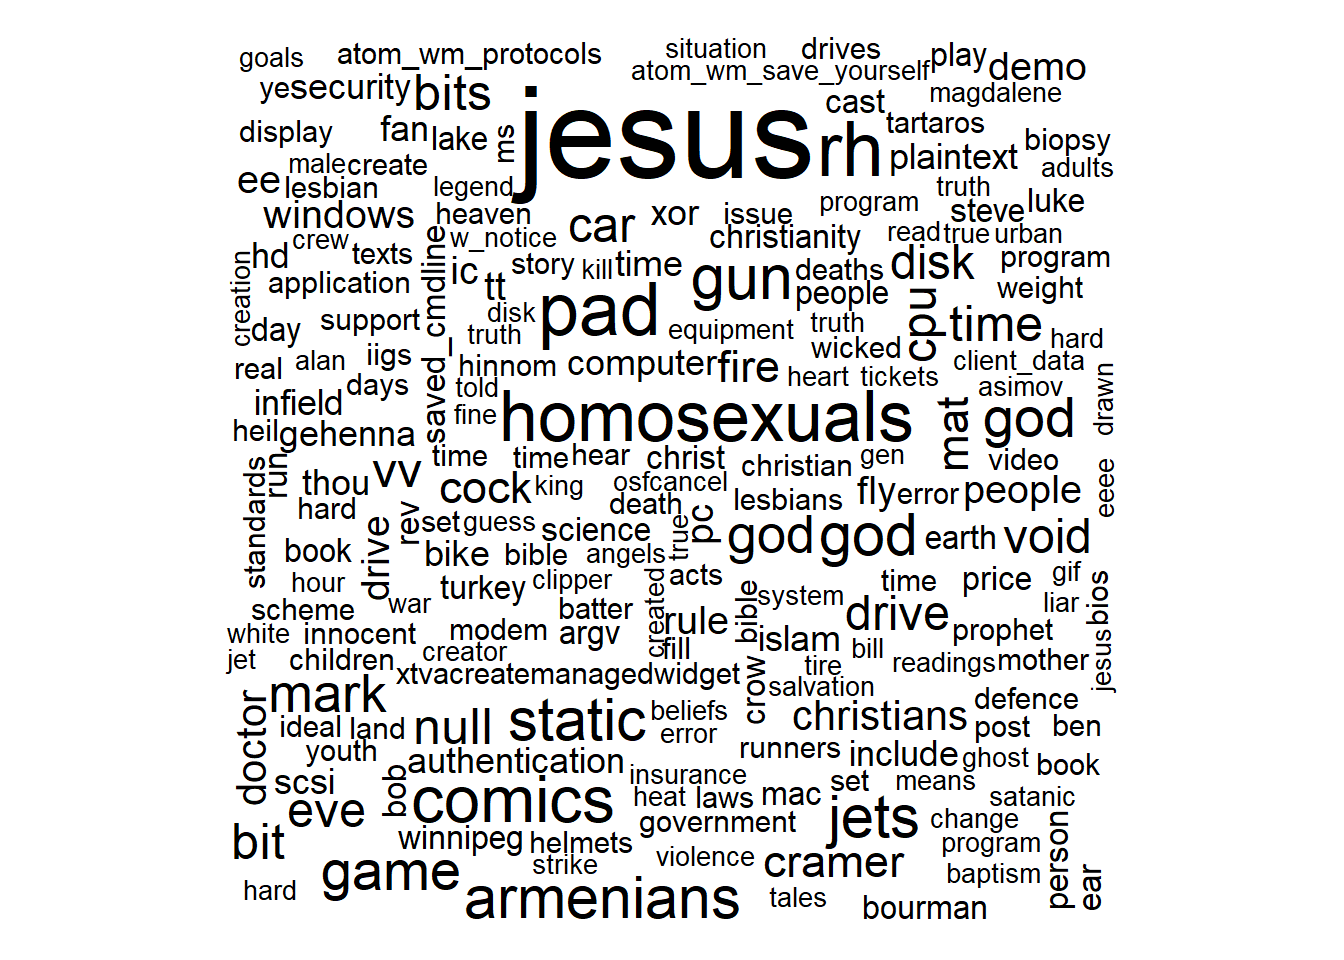 goals atom_wm_protocols situation drives play demo
yesecurity bits atom_wm_save_yourself cast magdalene
display fan lake ms jesus rh tartaros plaintext biopsy
male create adults
ee lesbian legend program truth luke
windows heaven car xor issue steve
hd crew texts w_notice christianity read true urban
creation application cmdline ic tt story kill time gun deaths disk program
day support disk pad people cpu weight
truth equipment truth time hard
real alan iigs saved_ hinnom computer fire wicked client_data
days told heart tickets asimov drawn
infield fine homosexuals mat god
heil gehenna
run time time hear christ christian gen video
standards thou vv cock king osfcancel lesbians fly error people eeee
hard rev set guess death pc
drive science true god god earth void
book bike bible angels
hour turkey clipper acts time price gif bios
scheme war batter created bible system drive liar
white innocent modem argv rule islam prophet
jet children creator fill bill
xtvacreatemanagedwidget crow tire readings mother jesus
mark salvation
doctor ideal land null static beliefs christians defence
error post ben
youth authentication runners include ghost book
scsi bob insurance
eve comics heat laws mac set means satanic
government jets change
bit winnipeg helmets person
game strike violence cramer program
hard baptism ear
armenians tales bourman